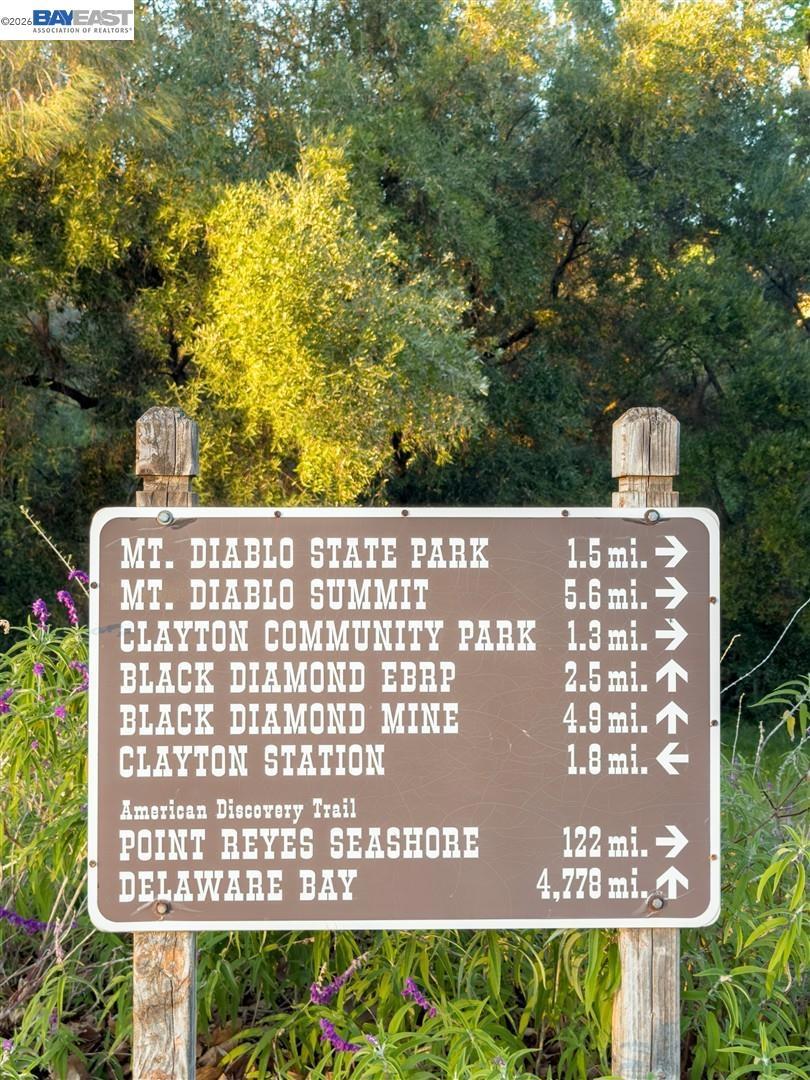 ©2026 BAYEAST
ASSOCIATION OF REALTORS®
MT. DIABLO STATE PARK 1.5 mi. →
MT. DIABLO SUMMIT 5.6 mi. →
CLAYTON COMMUNITY PARK 1.3 mi. →
BLACK DIAMOND EBRP 2.5 mi. ↑
BLACK DIAMOND MINE 4.9 mi. ↑
CLAYTON STATION 1.8 mi. ←
American Discovery Trail
POINT REYES SEASHORE 122 mi. →
DELAWARE BAY 4,778 mi. ↑